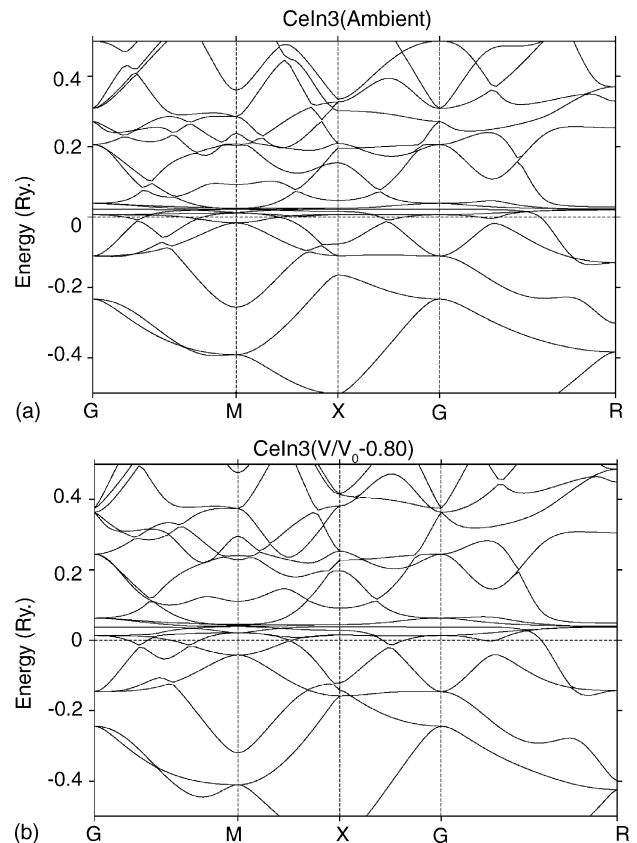 CeIn3(Ambient)
Energy (Ry.)
0.4
0.2
0
-0.2
-0.4
(a)
G M X G R
CeIn3(V/V₀-0.80)
Energy (Ry.)
0.4
0.2
0
-0.2
-0.4
(b)
G M X G R